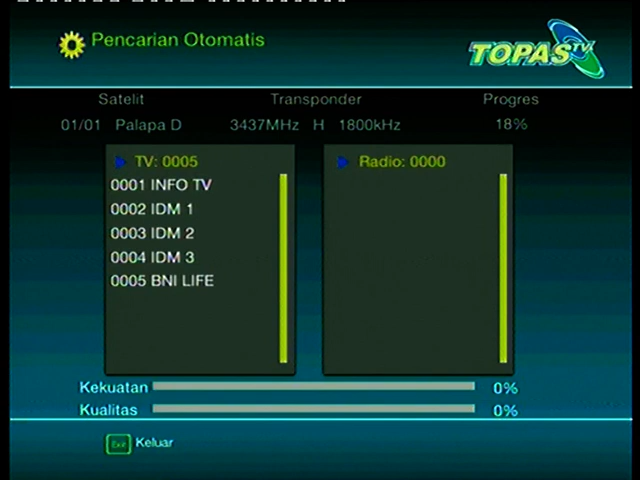 Pencarian Otomatis
TOPAS TV
Satelit Transponder Progres
01/01 Palapa D 3437MHz H 1800kHz 18%
TV: 0005
0001 INFO TV
0002 IDM 1
0003 IDM 2
0004 IDM 3
0005 BNI LIFE
Radio: 0000
Kekuatan 0%
Kualitas 0%
Exit Keluar